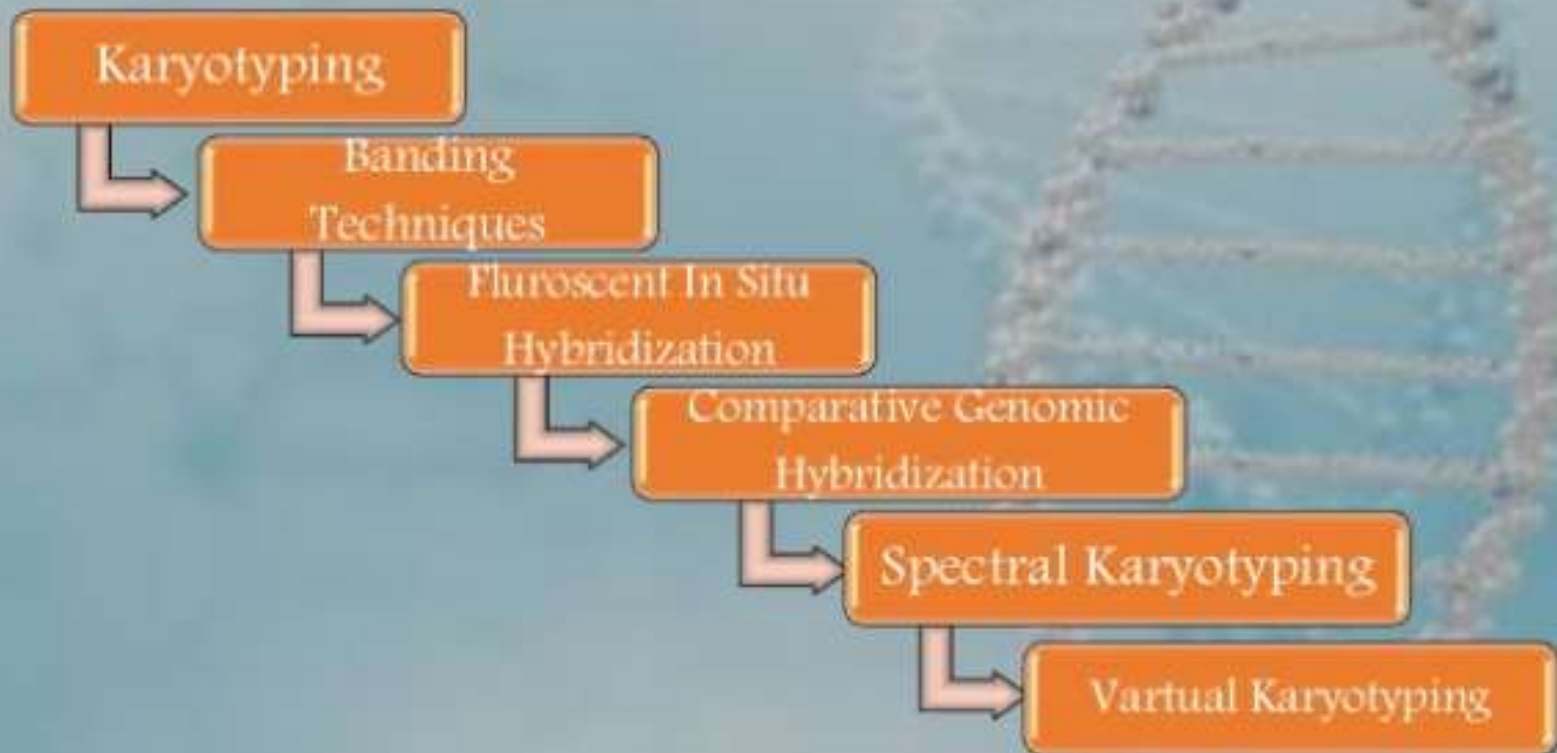 Karyotyping
Banding
Techniques
Fluroscent In Situ
Hybridization
Comparative Genomic
Hybridization
Spectral Karyotyping
Vartual Karyotyping